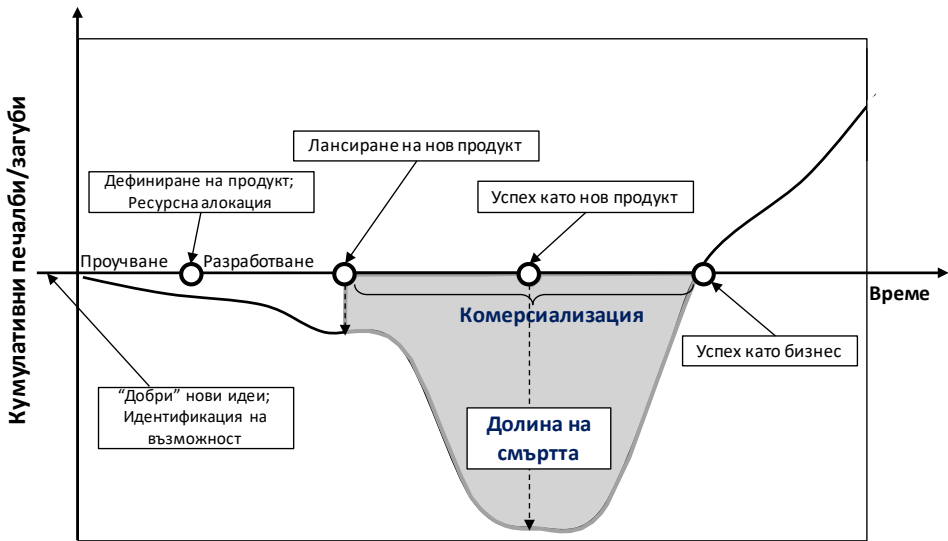 Кумулативни печалби/загуби
Лансиране на нов продукт
Дефиниране на продукт;
Ресурсна алокация
Успех като нов продукт
Проучване
Разработване
Време
Комерсиализация
Успех като бизнес
“Добри” нови идеи;
Идентификация на
възможност
Долина на
смъртта